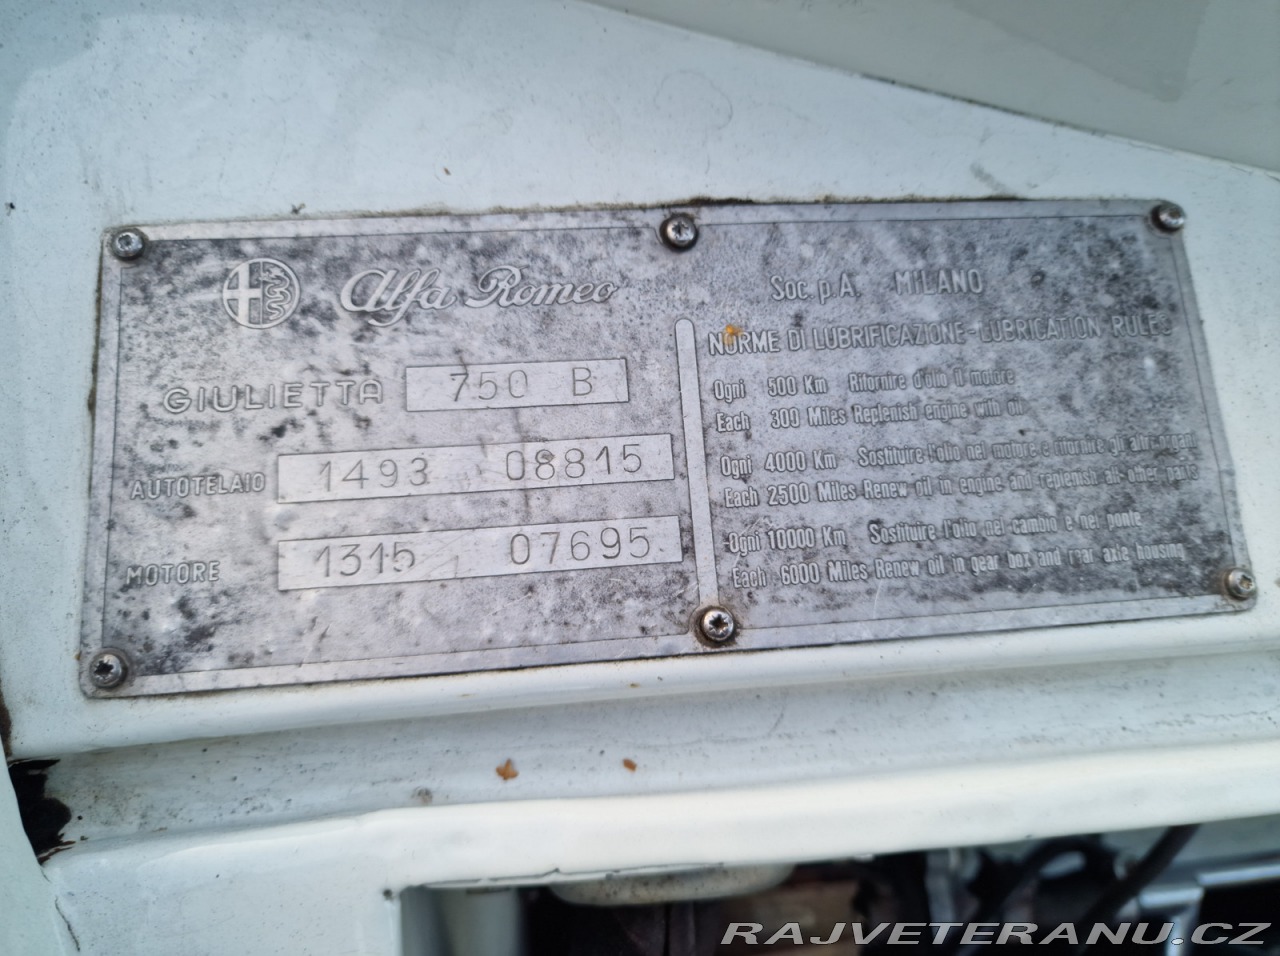 Alfa Romeo
GIULIETTA 750 B
AUTOTELAIO 1493 08815
MOTORE 1315 07695
Soc. p.A. MILANO
NORME DI LUBRIFICAZIONE - LUBRICATION RULES
Ogni 500 Km Rifornire d'olio il motore
Each 300 Miles Replenish engine with oil
Ogni 4000 Km Sostituire l'olio nel motore e rifornire gli altri organi
Each 2500 Miles Renew oil in engine and replenish all other parts
Ogni 10000 Km Sostituire l'olio nel cambio e nel ponte
Each 6000 Miles Renew oil in gear box and rear axle housing
RAJVETERANU.CZ